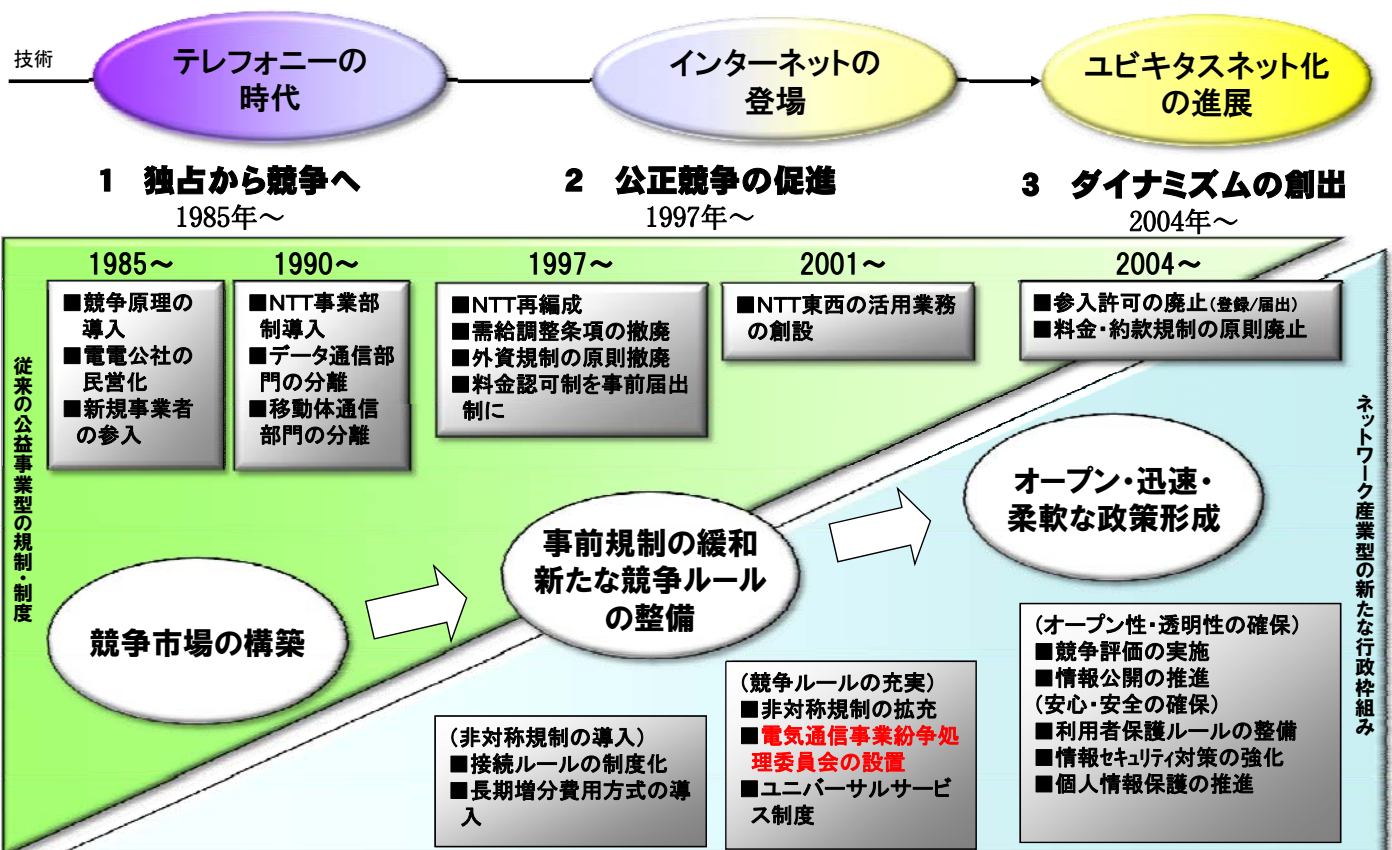 技術
テレフォニーの
時代
インターネットの
登場
ユビキタスネット化
の進展
1 独占から競争へ
1985年～
2 公正競争の促進
1997年～
3 ダイナミズムの創出
2004年～
従来の公益事業型の規制・制度
1985～
■競争原理の
導入
■電電公社の
民営化
■新規事業者
の参入
1990～
■NTT事業部
制導入
■データ通信部
門の分離
■移動体通信
部門の分離
1997～
■NTT再編成
■需給調整条項の撤廃
■外資規制の原則撤廃
■料金認可制を事前届出
制に
2001～
■NTT東西の活用業務
の創設
2004～
■参入許可の廃止(登録/届出)
■料金・約款規制の原則廃止
競争市場の構築
事前規制の緩和
新たな競争ルール
の整備
オープン・迅速・
柔軟な政策形成
(非対称規制の導入)
■接続ルールの制度化
■長期増分費用方式の導
入
(競争ルールの充実)
■非対称規制の拡充
■電気通信事業紛争処
理委員会の設置
■ユニバーサルサービ
ス制度
(オープン性・透明性の確保)
■競争評価の実施
■情報公開の推進
(安心・安全の確保)
■利用者保護ルールの整備
■情報セキュリティ対策の強化
■個人情報保護の推進
ネットワーク産業型の新たな行政枠組み